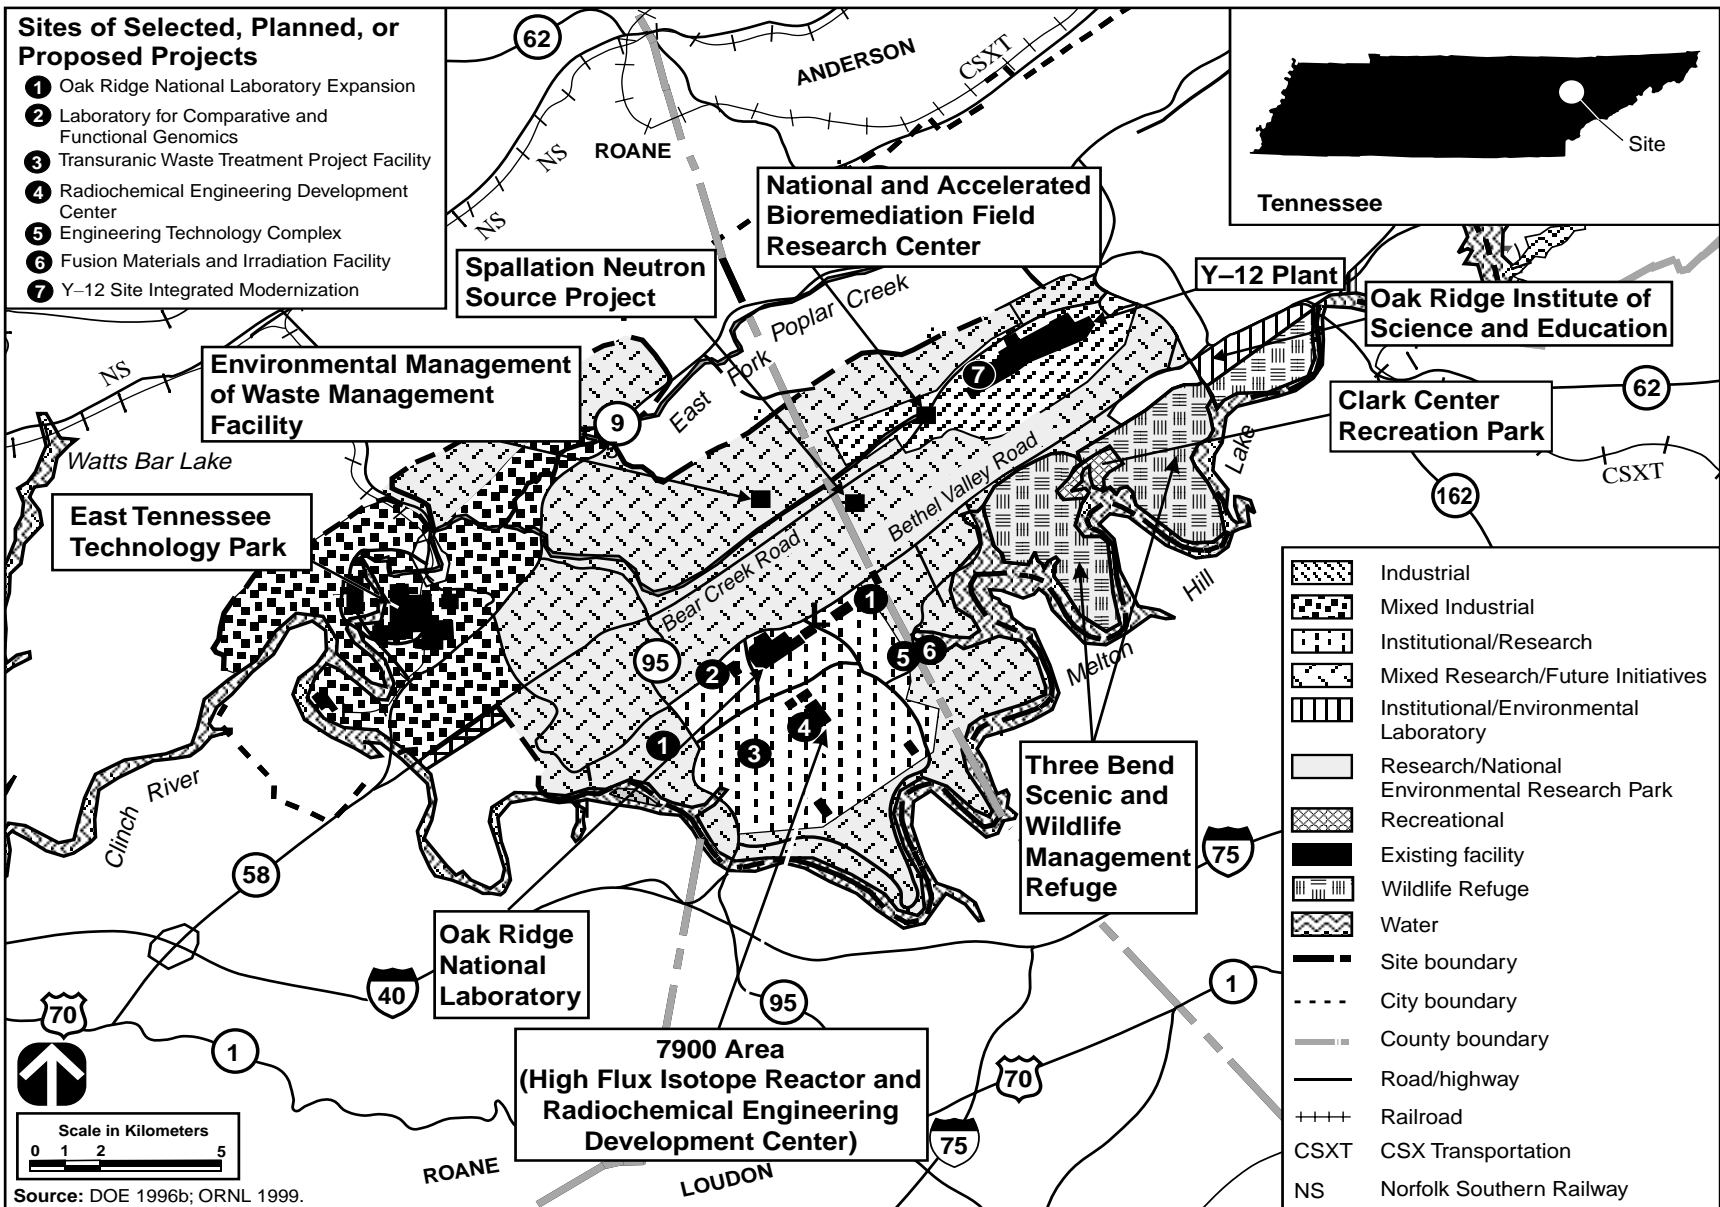 Sites of Selected, Planned, or
Proposed Projects
1 Oak Ridge National Laboratory Expansion
2 Laboratory for Comparative and
Functional Genomics
3 Transuranic Waste Treatment Project Facility
4 Radiochemical Engineering Development
Center
5 Engineering Technology Complex
6 Fusion Materials and Irradiation Facility
7 Y–12 Site Integrated Modernization
62
ANDERSON
CSXT
NS
ROANE
NS
Site
Tennessee
National and Accelerated
Bioremediation Field
Research Center
Spallation Neutron
Source Project
Y–12 Plant
Oak Ridge Institute of
Science and Education
East Fork Poplar Creek
NS
Environmental Management
of Waste Management
Facility
7
9
62
Clark Center
Recreation Park
Watts Bar Lake
CSXT
162
East Tennessee
Technology Park
Bethel Valley Road
Bear Creek Road
Melton Hill Lake
1
95
2
5
6
4
1
3
Clinch River
58
Three Bend
Scenic and
Wildlife
Management
Refuge
75
Oak Ridge
National
Laboratory
40
95
1
70
1
7900 Area
(High Flux Isotope Reactor and
Radiochemical Engineering
Development Center)
70
75
ROANE
LOUDON
Scale in Kilometers
0 1 2 5
Source: DOE 1996b; ORNL 1999.
Industrial
Mixed Industrial
Institutional/Research
Mixed Research/Future Initiatives
Institutional/Environmental
Laboratory
Research/National
Environmental Research Park
Recreational
Existing facility
Wildlife Refuge
Water
Site boundary
City boundary
County boundary
Road/highway
Railroad
CSXT CSX Transportation
NS Norfolk Southern Railway